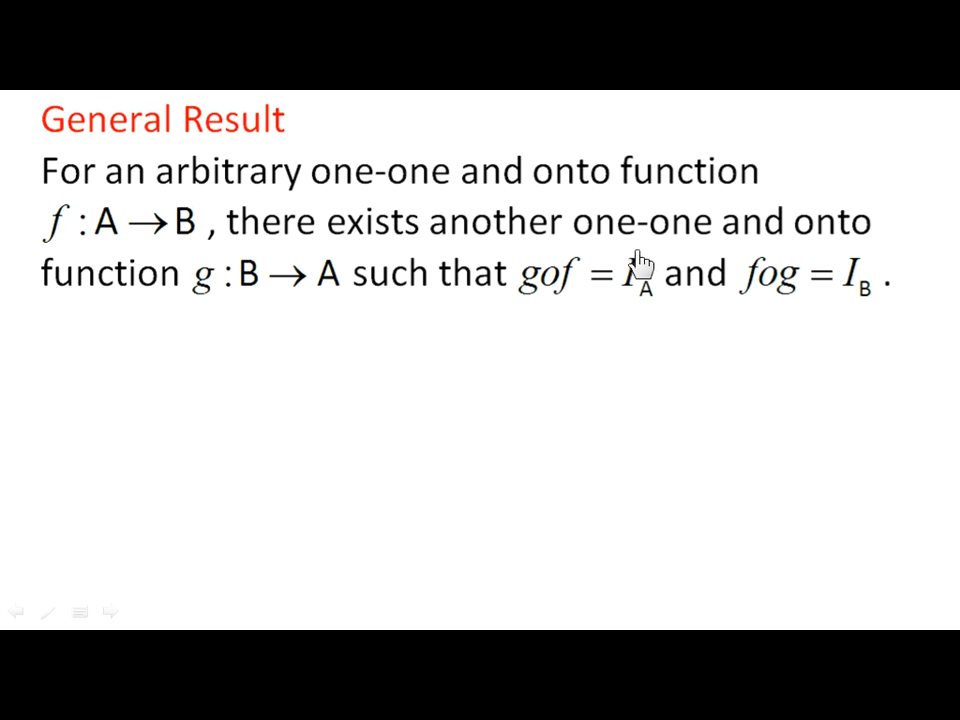 General Result
For an arbitrary one-one and onto function
f : A → B , there exists another one-one and onto
function g : B → A such that gof = I_A and fog = I_B .